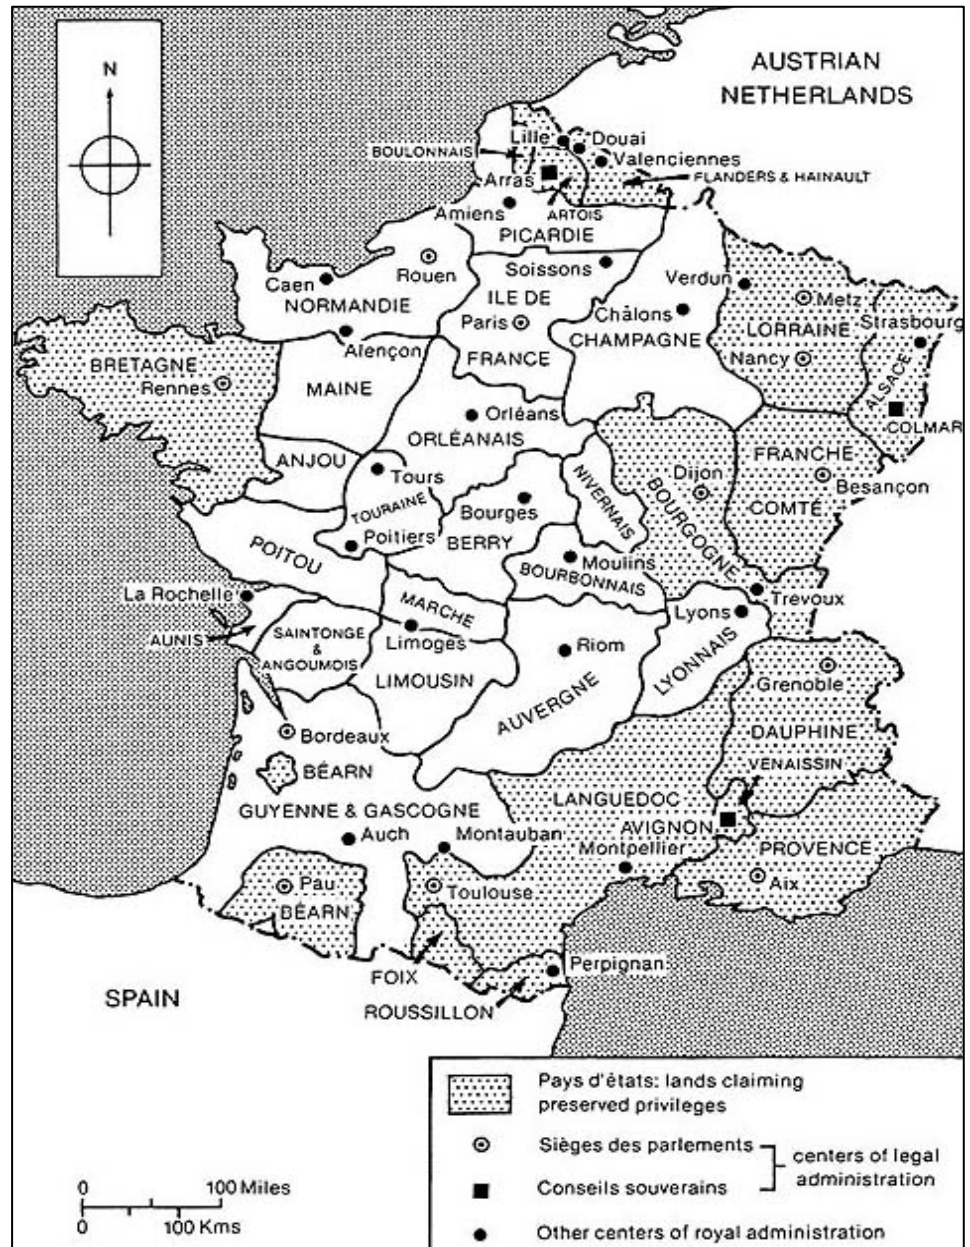 N
AUSTRIAN
NETHERLANDS
Lille
Douai
BOULONNAIS
Valenciennes
FLANDERS & HAINAULT
Arras
Amiens
ARTOIS
PICARDIE
Rouen
Soissons
Verdun
Caen
NORMANDIE
ILE DE
Metz
Paris
Châlons
LORRAINE
Strasbourg
Alençon
FRANCE
CHAMPAGNE
Nancy
ALSACE
BRETAGNE
Rennes
MAINE
COLMAR
Orléans
ORLÉANAIS
ANJOU
Tours
NIVERNAIS
Dijon
FRANCHE
Besançon
COMTÉ
TOURAINE
Bourges
BOURGOGNE
POITOU
Poitiers
BERRY
Moulins
BOURBONNAIS
La Rochelle
MARCHE
Lyons
Trevoux
AUNIS
SAINTONGE
&
ANGOUMOIS
Limoges
Riom
LYONNAIS
LIMOUSIN
AUVERGNE
Grenoble
Bordeaux
DAUPHINE
BÉARN
VENAISSIN
GUYENNE & GASCOGNE
LANGUEDOC
AVIGNON
Auch
Montauban
Montpellier
PROVENCE
Pau
Toulouse
Aix
BÉARN
FOIX
Perpignan
SPAIN
ROUSSILLON
Pays d'états: lands claiming
preserved privileges
Sièges des parlements
centers of legal
administration
Conseils souverains
Other centers of royal administration
0 100 Miles
0 100 Kms